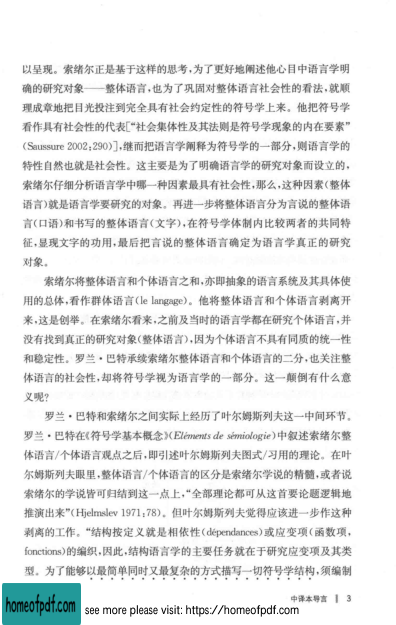 以呈现。索绪尔正是基于这样的思考,为了更好地阐述他心目中语言学明
确的研究对象——整体语言,也为了巩固对整体语言社会性的看法,就顺
理成章地把目光投注到完全具有社会约定性的符号学上来。他把符号学
看作具有社会性的代表[“社会集体性及其法则是符号学现象的内在要素”
(Saussure 2002:290)],继而把语言学阐释为符号学的一部分,则语言学的
特性自然也就是社会性。这主要是为了明确语言学的研究对象而设立的,
索绪尔仔细分析语言学中哪一种因素最具有社会性,那么,这种因素(整体
语言)就是语言学要研究的对象。再进一步将整体语言分为言说的整体语
言(口语)和书写的整体语言(文字),在符号学体制内比较两者的共同特
征,显现文字的功用,最后把言说的整体语言确定为语言学真正的研究
对象。
索绪尔将整体语言和个体语言之和,亦即抽象的语言系统及其具体使
用的总体,看作群体语言(le langage)。他将整体语言和个体语言剥离开
来,这是创举。在索绪尔看来,之前及当时的语言学都在研究个体语言,并
没有找到真正的研究对象(整体语言),因为个体语言不具有同质的统一性
和稳定性。罗兰·巴特承续索绪尔整体语言和个体语言的二分,也关注整
体语言的社会性,却将符号学视为语言学的一部分。这一颠倒有什么意
义呢?
罗兰·巴特和索绪尔之间实际上经历了叶尔姆斯列夫这一中间环节。
罗兰·巴特在《符号学基本概念》(Eléments de sémiologie)中叙述索绪尔整
体语言/个体语言观点之后,即引述叶尔姆斯列夫图式/习用的理论。在叶
尔姆斯列夫眼里,整体语言/个体语言的区分是索绪尔学说的精髓,或者说
索绪尔的学说皆可归结到这一点上,“全部理论都可从这首要论题逻辑地
推演出来”(Hjelmslev 1971:78)。但叶尔姆斯列夫觉得应该进一步作这种
剥离的工作。“结构按定义就是相依性(dépendances)或应变项(函数项,
fonctions)的编织,因此,结构语言学的主要任务就在于研究应变项及其类
型。为了能够以最简单同时又最复杂的方式描写一切符号学结构,须编制
中译本导言 ‖ 3
homeofpdf.com
see more please visit: https://homeofpdf.com